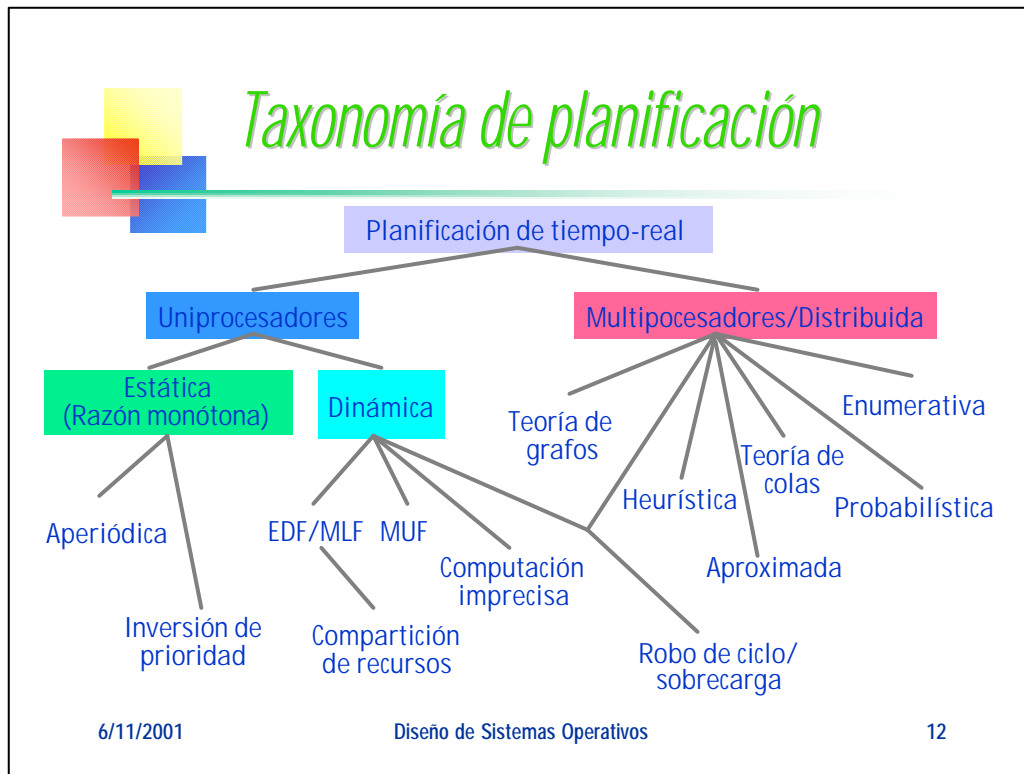 Taxonomía de planificación
Planificación de tiempo-real
Uniprocesadores
Multipocesadores/Distribuida
Estática
(Razón monótona)
Dinámica
Teoría de
grafos
Enumerativa
Heurística
Teoría de
colas
Probabilística
Aperiódica
EDF/MLF
MUF
Computación
imprecisa
Aproximada
Inversión de
prioridad
Compartición
de recursos
Robo de ciclo/
sobrecarga
6/11/2001
Diseño de Sistemas Operativos
12